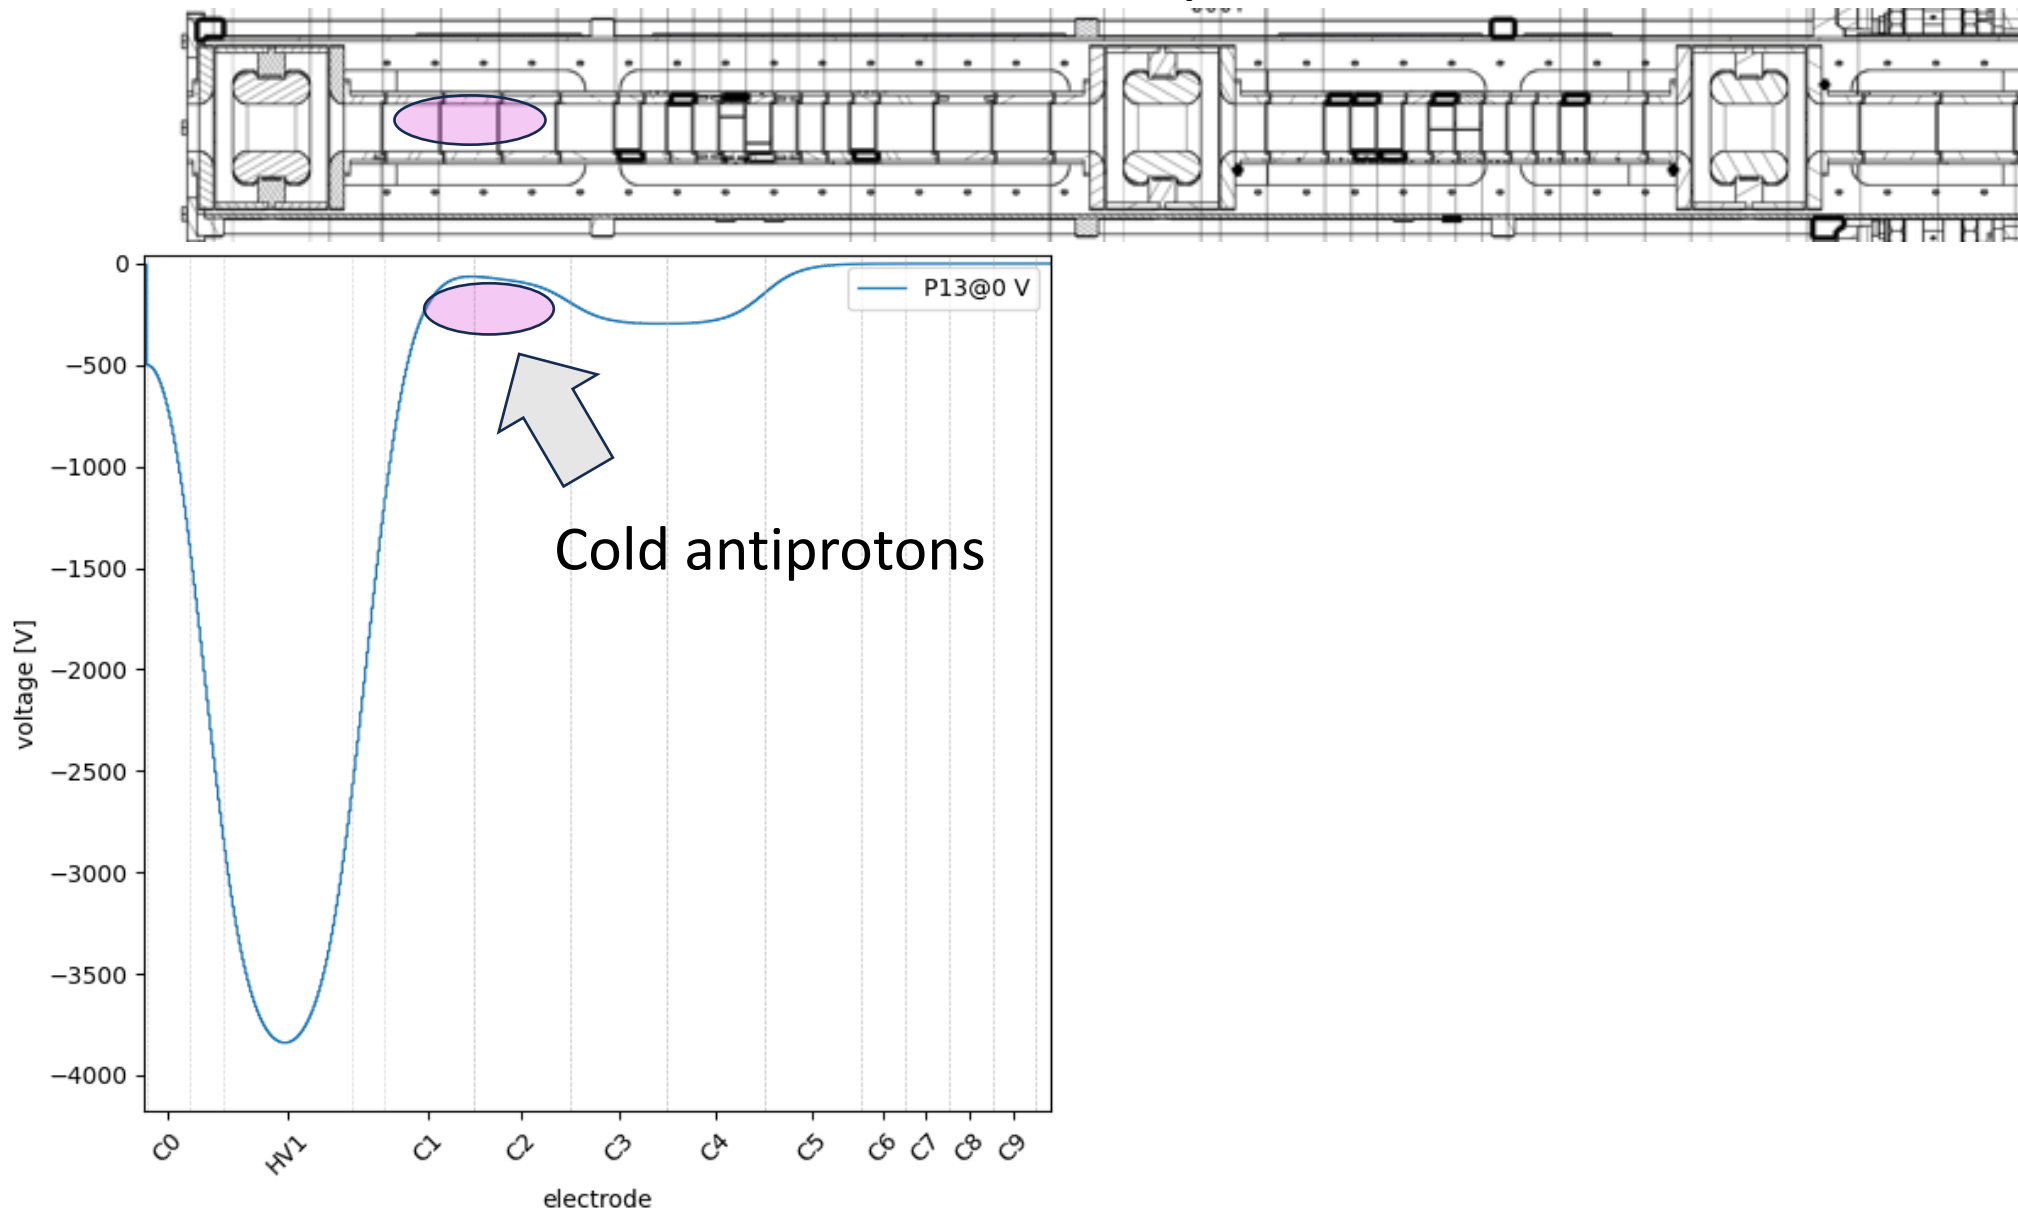 0
P13@0 V
−500
−1000
Cold antiprotons
−1500
−2000
voltage [V]
−2500
−3000
−3500
−4000
C0 HV1 C1 C2 C3 C4 C5 C6 C7 C8 C9
electrode